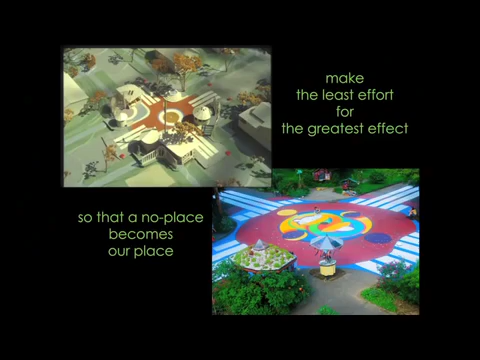 make
the least effort
for
the greatest effect
so that a no-place
becomes
our place